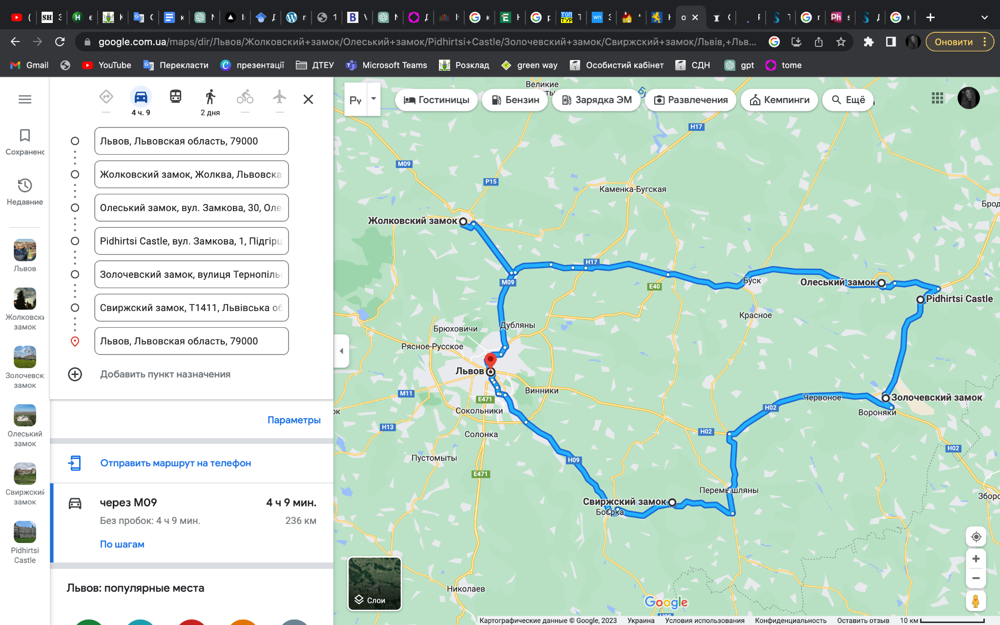 google.com.ua/maps/dir/Львов/Жолковский+замок/Олеський+замок/Pidhirtsi+Castle/Золочевский+замок/Свиржский+замок/Львів,+Льв...
Оновити
Gmail
YouTube
Перекласти
презентації
ДТЕУ
Microsoft Teams
Розклад
green way
Особистий кабінет
СДН
gpt
tome
4 ч. 9
2 дня
Львов, Львовская область, 79000
Жолковский замок, Жолква, Львовска
Олеський замок, вул. Замкова, 30, Оле
Pidhirtsi Castle, вул. Замкова, 1, Підгірц
Золочевский замок, вулиця Тернопільс
Свиржский замок, Т1411, Львівська об
Львов, Львовская область, 79000
Добавить пункт назначения
Параметры
Отправить маршрут на телефон
через М09
4 ч 9 мин.
Без пробок: 4 ч 9 мин.
236 км
По шагам
Львов: популярные места
Сохранено
Недавние
Львов
Жолковски
замок
Золочевск
замок
Олеський
замок
Свиржский
замок
Pidhirtsi
Castle
Гостиницы
Бензин
Зарядка ЭМ
Развлечения
Кемпинги
Ещё
Великие
H17
M09
P15
Каменка-Бугская
Брод
Жолковский замок
H17
M09
E40
Буск
Олеський замок
Pidhirtsi Castle
Красное
Дубляны
Брюховичи
Рясное-Русское
Львов
Винники
M11
E471
Сокольники
Червоное
Золочевский замок
H02
Вороняки
ок
H13
Солонка
H02
H02
Пустомыты
H09
E471
Перемышляны
Свиржский замок
Бобрка
Зборо
Николаев
Слои
Google
Картографические данные © Google, 2023
Украина
Условия использования
Конфиденциальность
Оставить отзыв
10 км